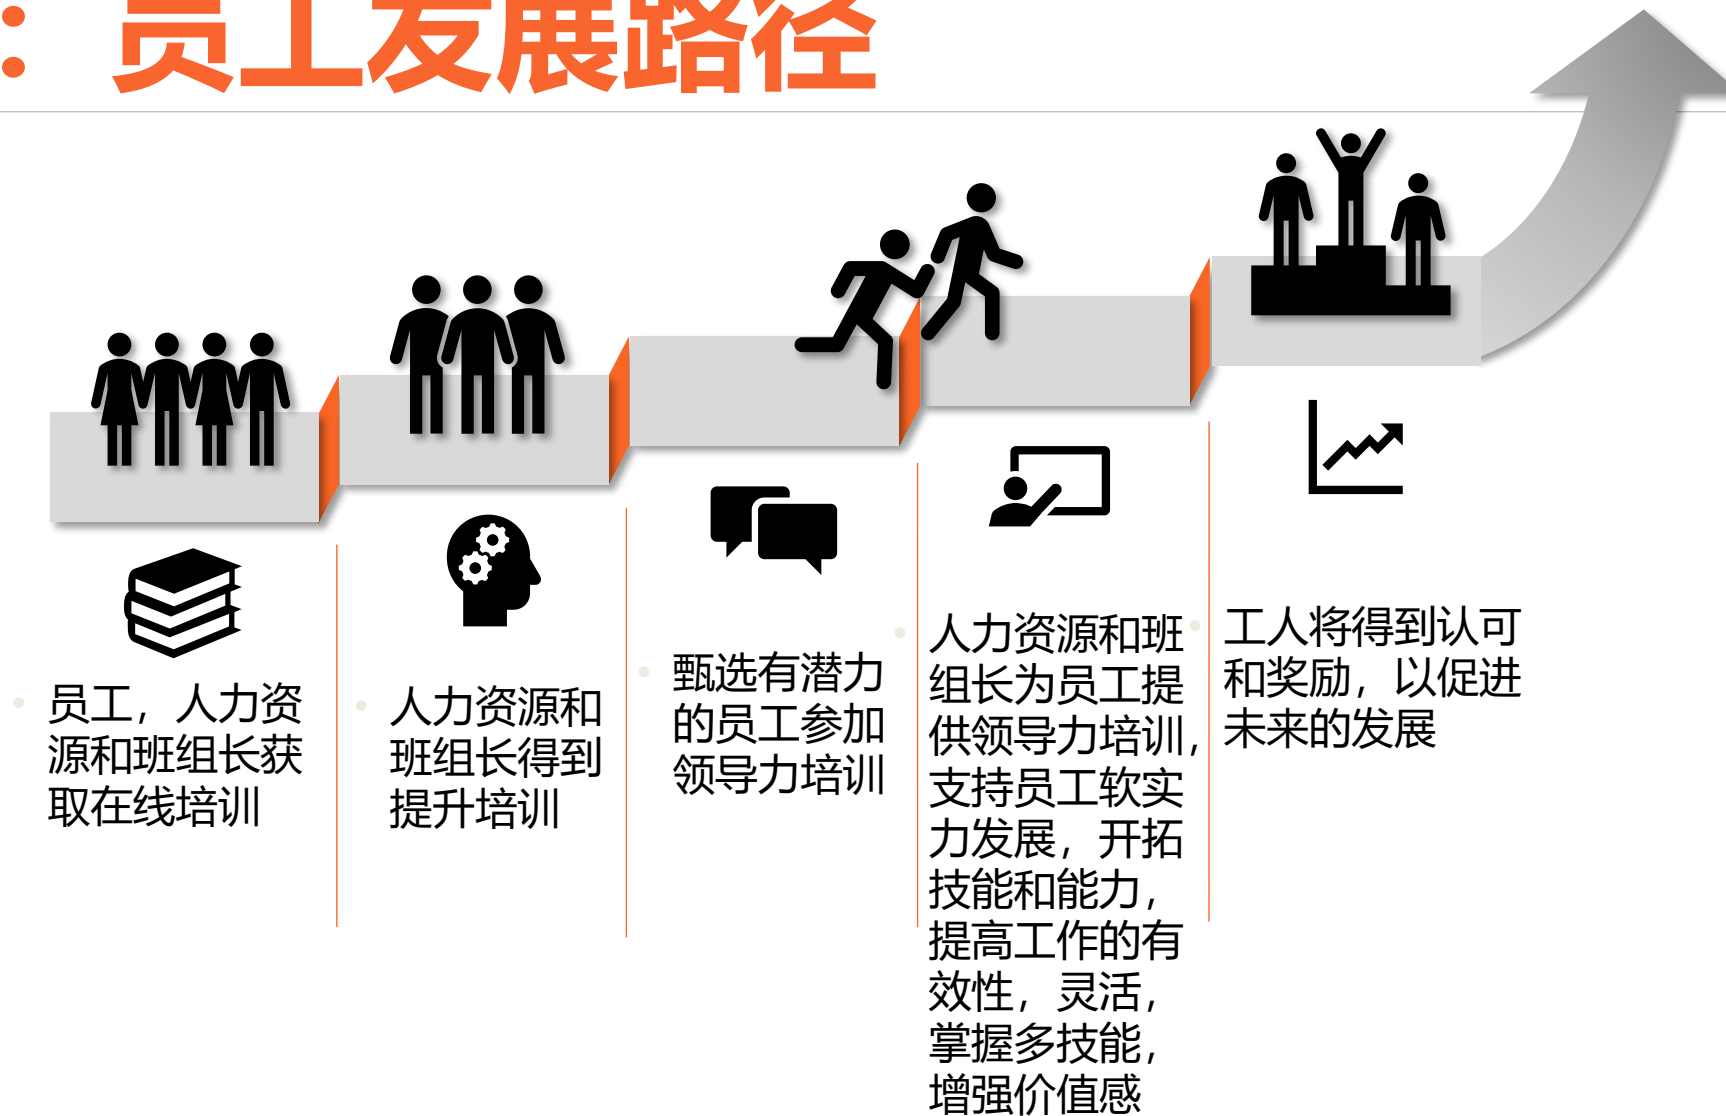 ：员工发展路径
员工，人力资
源和班组长获
取在线培训
人力资源和
班组长得到
提升培训
甄选有潜力
的员工参加
领导力培训
人力资源和班
组长为员工提
供领导力培训，
支持员工软实
力发展，开拓
技能和能力，
提高工作的有
效性，灵活，
掌握多技能，
增强价值感
工人将得到认可
和奖励，以促进
未来的发展